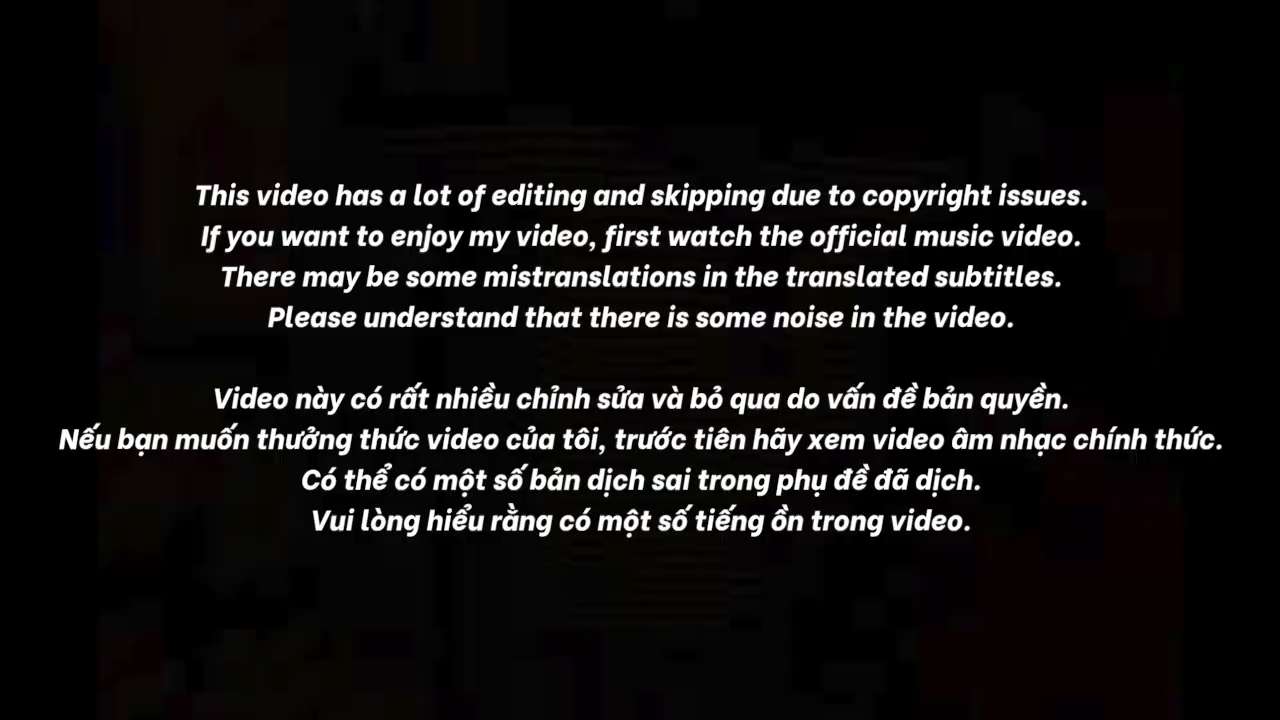 This video has a lot of editing and skipping due to copyright issues.
If you want to enjoy my video, first watch the official music video.
There may be some mistranslations in the translated subtitles.
Please understand that there is some noise in the video.
Video này có rất nhiều chỉnh sửa và bỏ qua do vấn đề bản quyền.
Nếu bạn muốn thưởng thức video của tôi, trước tiên hãy xem video âm nhạc chính thức.
Có thể có một số bản dịch sai trong phụ đề đã dịch.
Vui lòng hiểu rằng có một số tiếng ồn trong video.